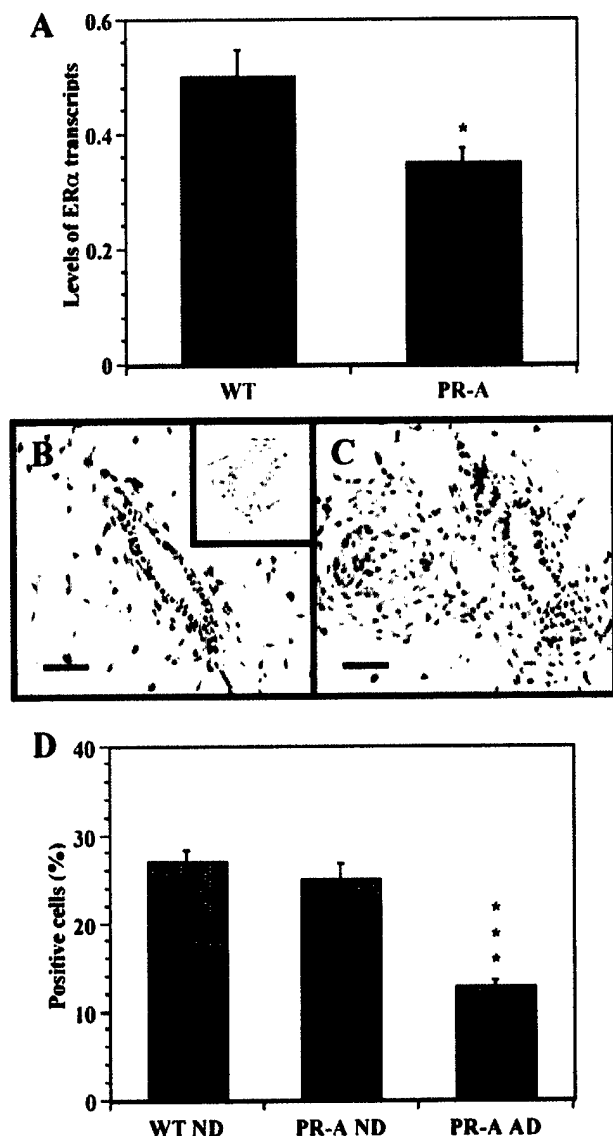 A
0.6
0.4
0.2
0
Levels of ERα transcripts
*
WT
PR-A
B
C
D
40
30
20
10
0
Positive cells (%)
*
*
*
WT ND
PR-A ND
PR-A AD